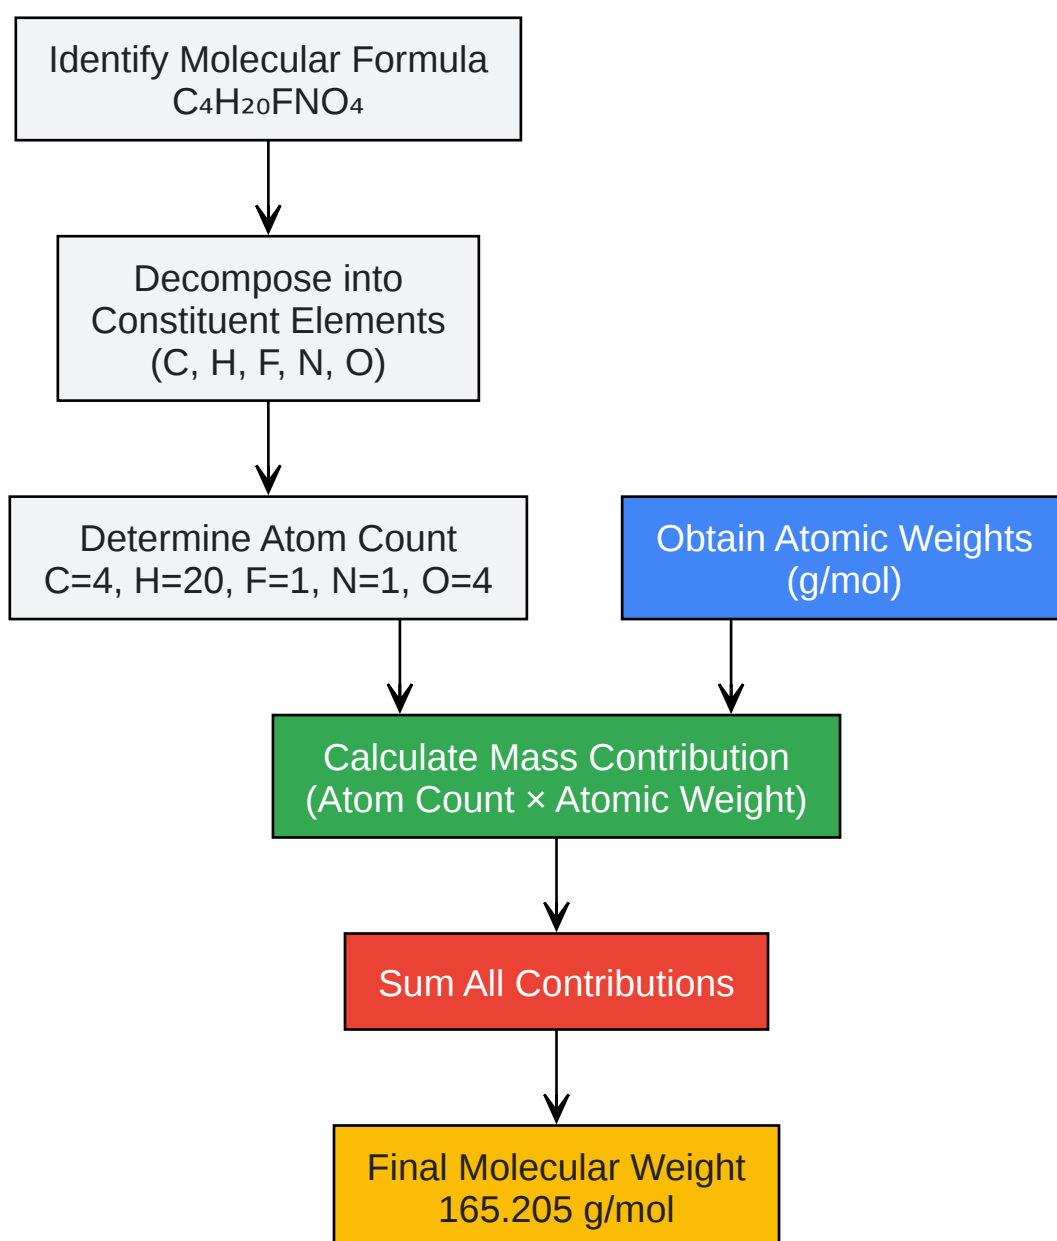 Identify Molecular Formula
C₄H₂₀FNO₄
Decompose into
Constituent Elements
(C, H, F, N, O)
Determine Atom Count
C=4, H=20, F=1, N=1, O=4
Obtain Atomic Weights
(g/mol)
Calculate Mass Contribution
(Atom Count × Atomic Weight)
Sum All Contributions
Final Molecular Weight
165.205 g/mol